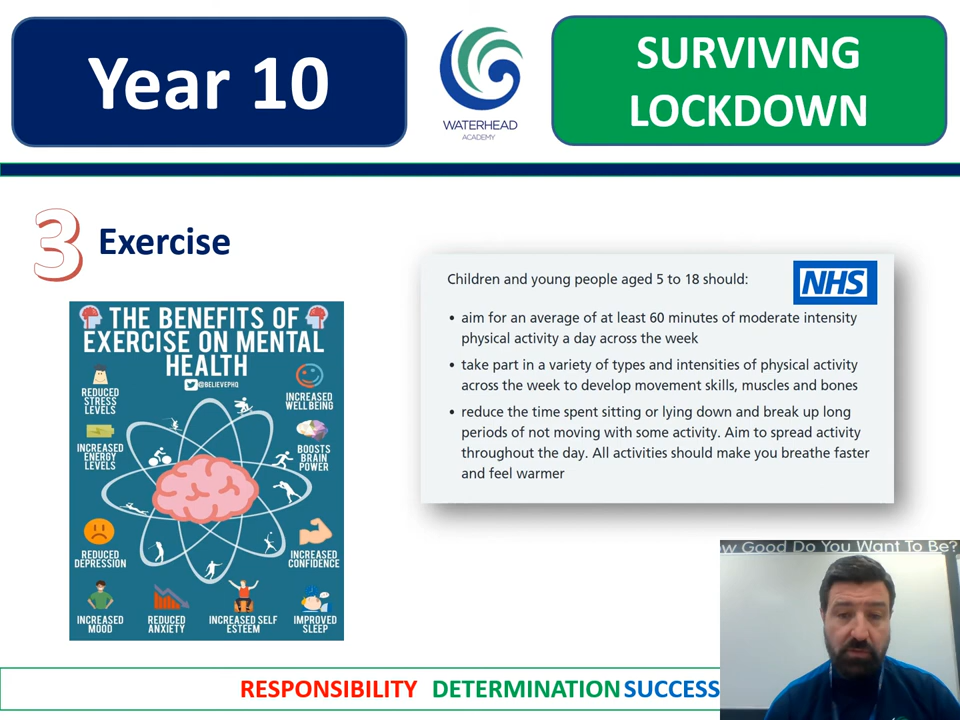 Year 10
WATERHEAD
ACADEMY
SURVIVING
LOCKDOWN
3 Exercise
THE BENEFITS OF
EXERCISE ON MENTAL
HEALTH
@BELIEVEPHQ
REDUCED
STRESS
LEVELS
INCREASED
WELL BEING
INCREASED
ENERGY
LEVELS
BOOSTS
BRAIN
POWER
REDUCED
DEPRESSION
INCREASED
CONFIDENCE
INCREASED
MOOD
REDUCED
ANXIETY
INCREASED SELF
ESTEEM
IMPROVED
SLEEP
Children and young people aged 5 to 18 should:
NHS
• aim for an average of at least 60 minutes of moderate intensity
physical activity a day across the week
• take part in a variety of types and intensities of physical activity
across the week to develop movement skills, muscles and bones
• reduce the time spent sitting or lying down and break up long
periods of not moving with some activity. Aim to spread activity
throughout the day. All activities should make you breathe faster
and feel warmer
ow Good Do You Want To Be?
RESPONSIBILITY DETERMINATION SUCCESS